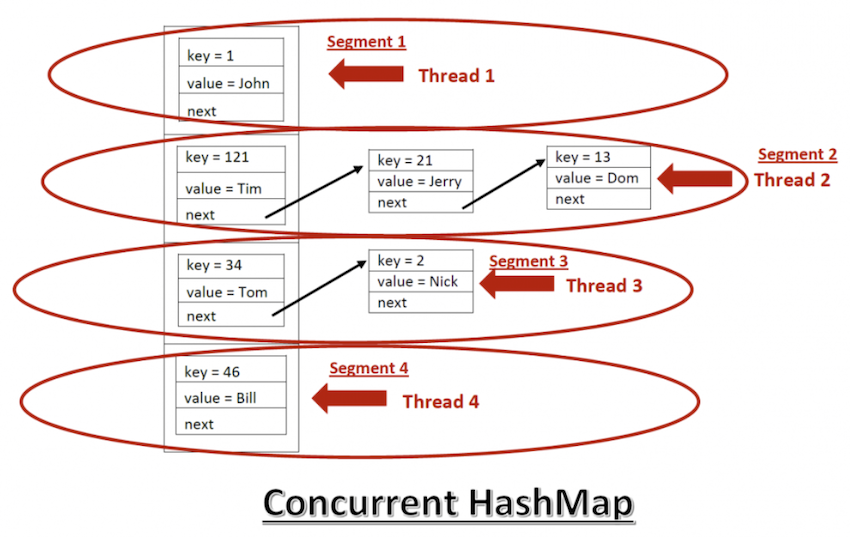 Segment 1
key = 1
value = John
next
Thread 1
key = 121
value = Tim
next
key = 21
value = Jerry
next
key = 13
value = Dom
next
Segment 2
Thread 2
key = 34
value = Tom
next
key = 2
value = Nick
next
Segment 3
Thread 3
key = 46
value = Bill
next
Segment 4
Thread 4
Concurrent HashMap